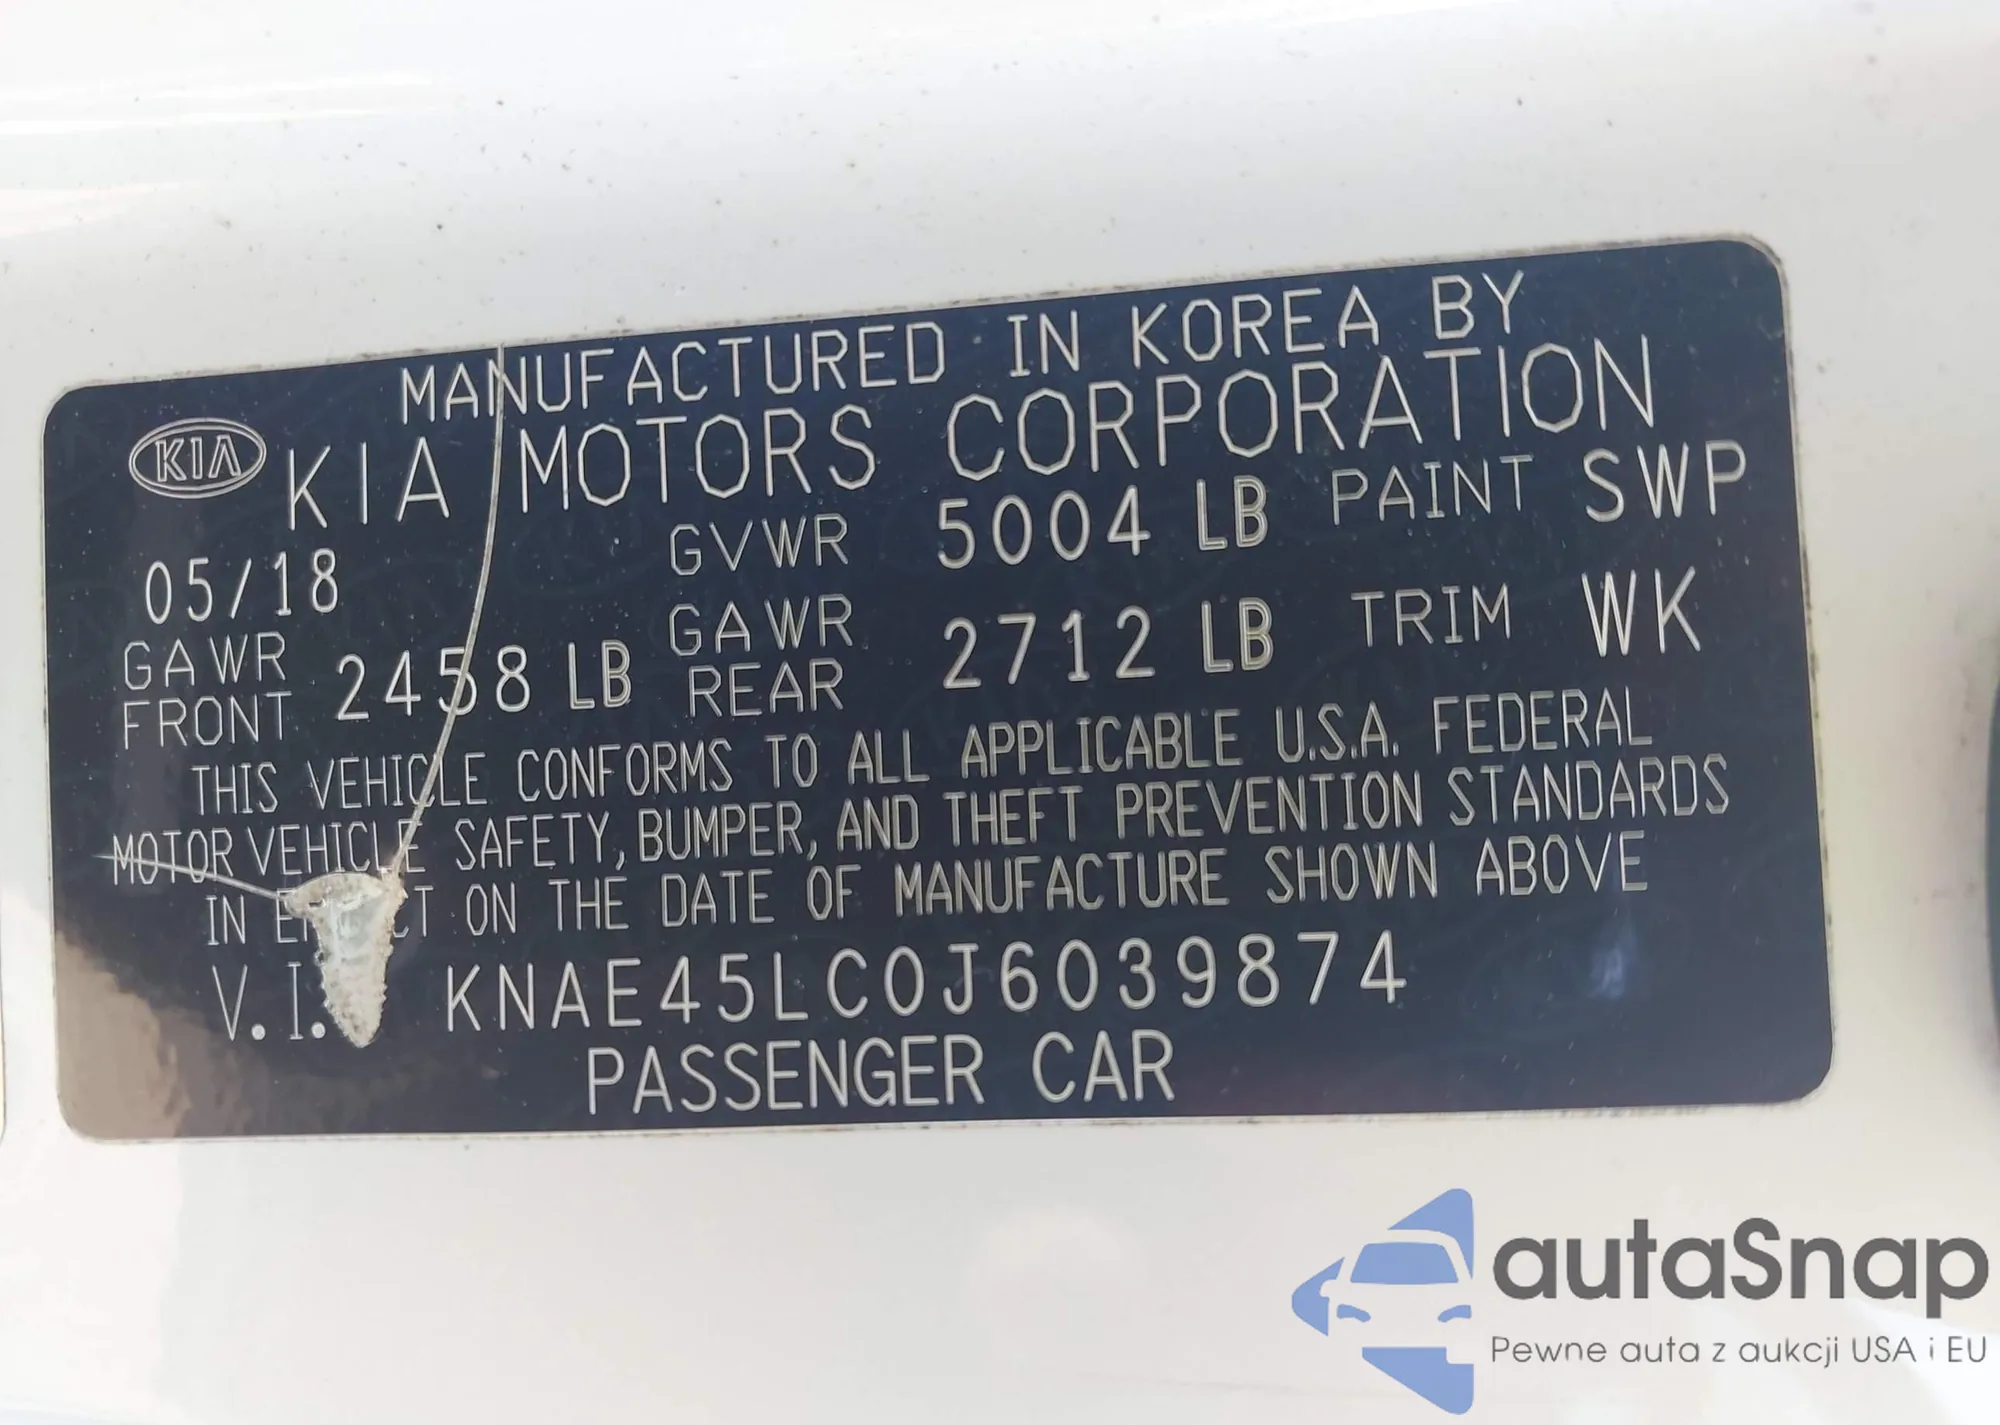 MANUFACTURED IN KOREA BY
KIA KIA MOTORS CORPORATION
05/18 GVWR 5004 LB PAINT SWP
GAWR FRONT 2458 LB GAWR REAR 2712 LB TRIM WK
THIS VEHICLE CONFORMS TO ALL APPLICABLE U.S.A. FEDERAL
MOTOR VEHICLE SAFETY, BUMPER, AND THEFT PREVENTION STANDARDS
IN EFFECT ON THE DATE OF MANUFACTURE SHOWN ABOVE
V.I. KNAE45LC0J6039874
PASSENGER CAR
autaSnap
Pewne auta z aukcji USA i EU